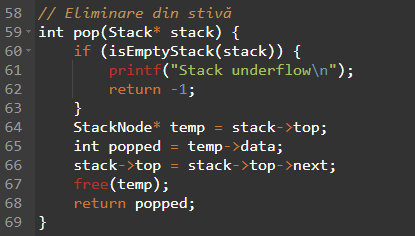 58 // Eliminare din stivă
59 int pop(Stack* stack) {
60     if (isEmptyStack(stack)) {
61         printf("Stack underflow\n");
62         return -1;
63     }
64     StackNode* temp = stack->top;
65     int popped = temp->data;
66     stack->top = stack->top->next;
67     free(temp);
68     return popped;
69 }